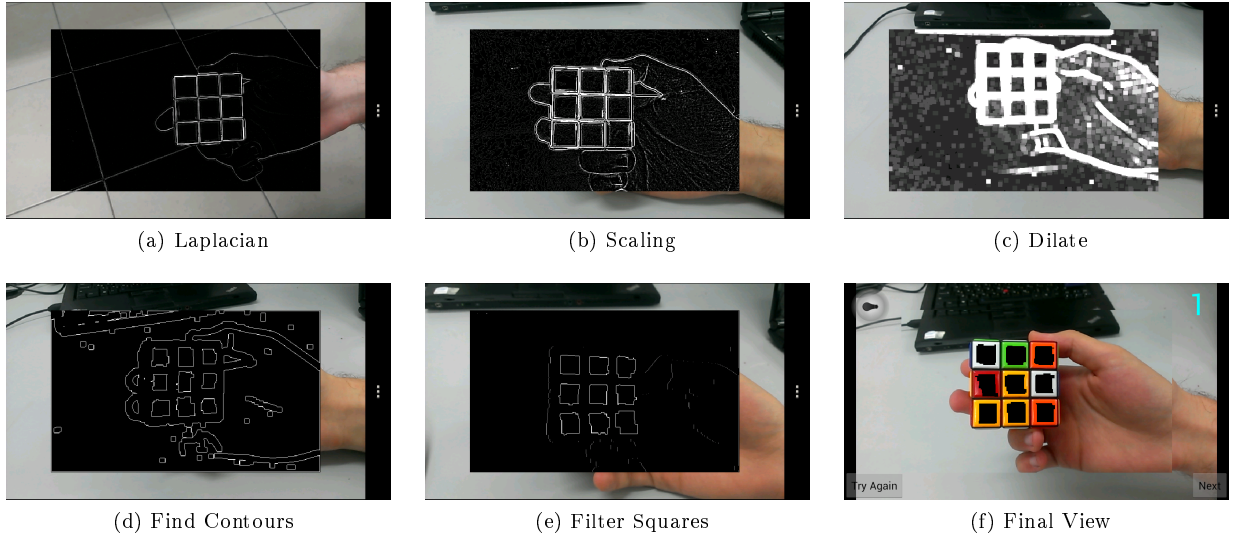 (a) Laplacian
(b) Scaling
(c) Dilate
(d) Find Contours
(e) Filter Squares
1
Try Again
Next
(f) Final View